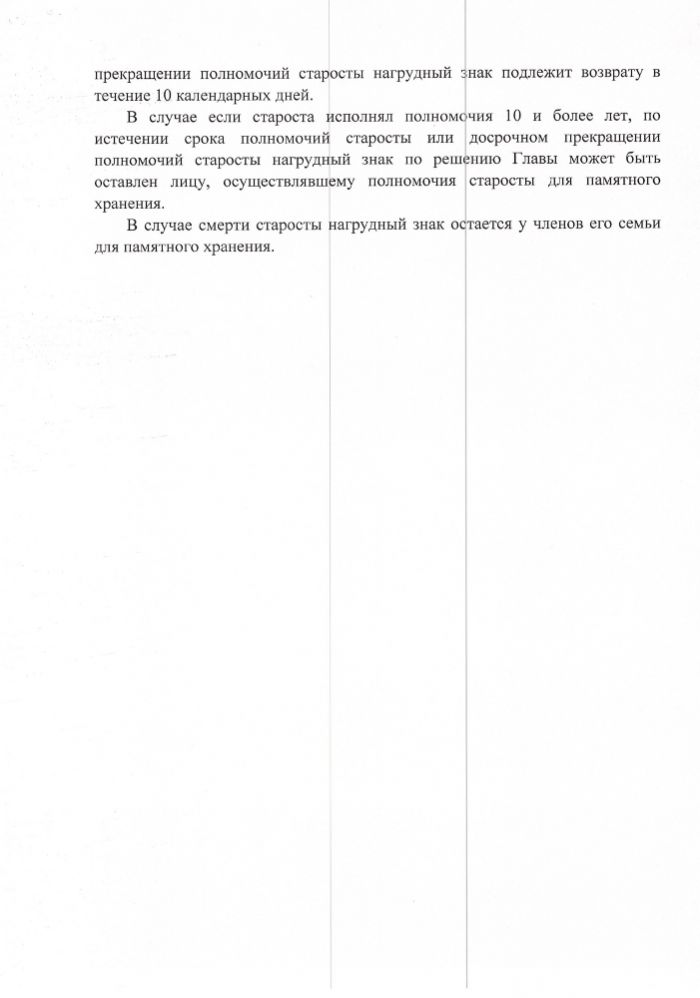 прекращении полномочий старосты нагрудный знак подлежит возврату в
течение 10 календарных дней.
В случае если староста исполнял полномочия 10 и более лет, по
истечении срока полномочий старосты или досрочном прекращении
полномочий старосты нагрудный знак по решению Главы может быть
оставлен лицу, осуществлявшему полномочия старосты для памятного
хранения.
В случае смерти старосты нагрудный знак остается у членов его семьи
для памятного хранения.